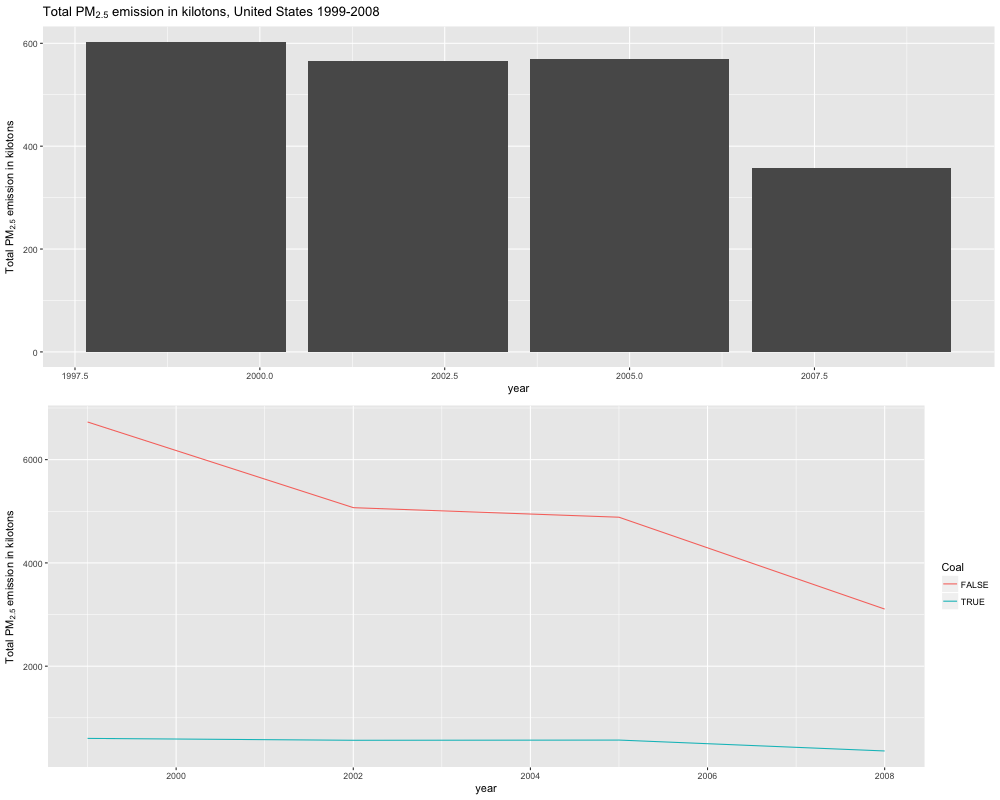 Total PM2.5 emission in kilotons, United States 1999-2008
Total PM2.5 emission in kilotons
600
400
200
0
1997.5 2000.0 2002.5 2005.0 2007.5
year
Total PM2.5 emission in kilotons
6000
4000
2000
2000 2002 2004 2006 2008
year
Coal
FALSE
TRUE